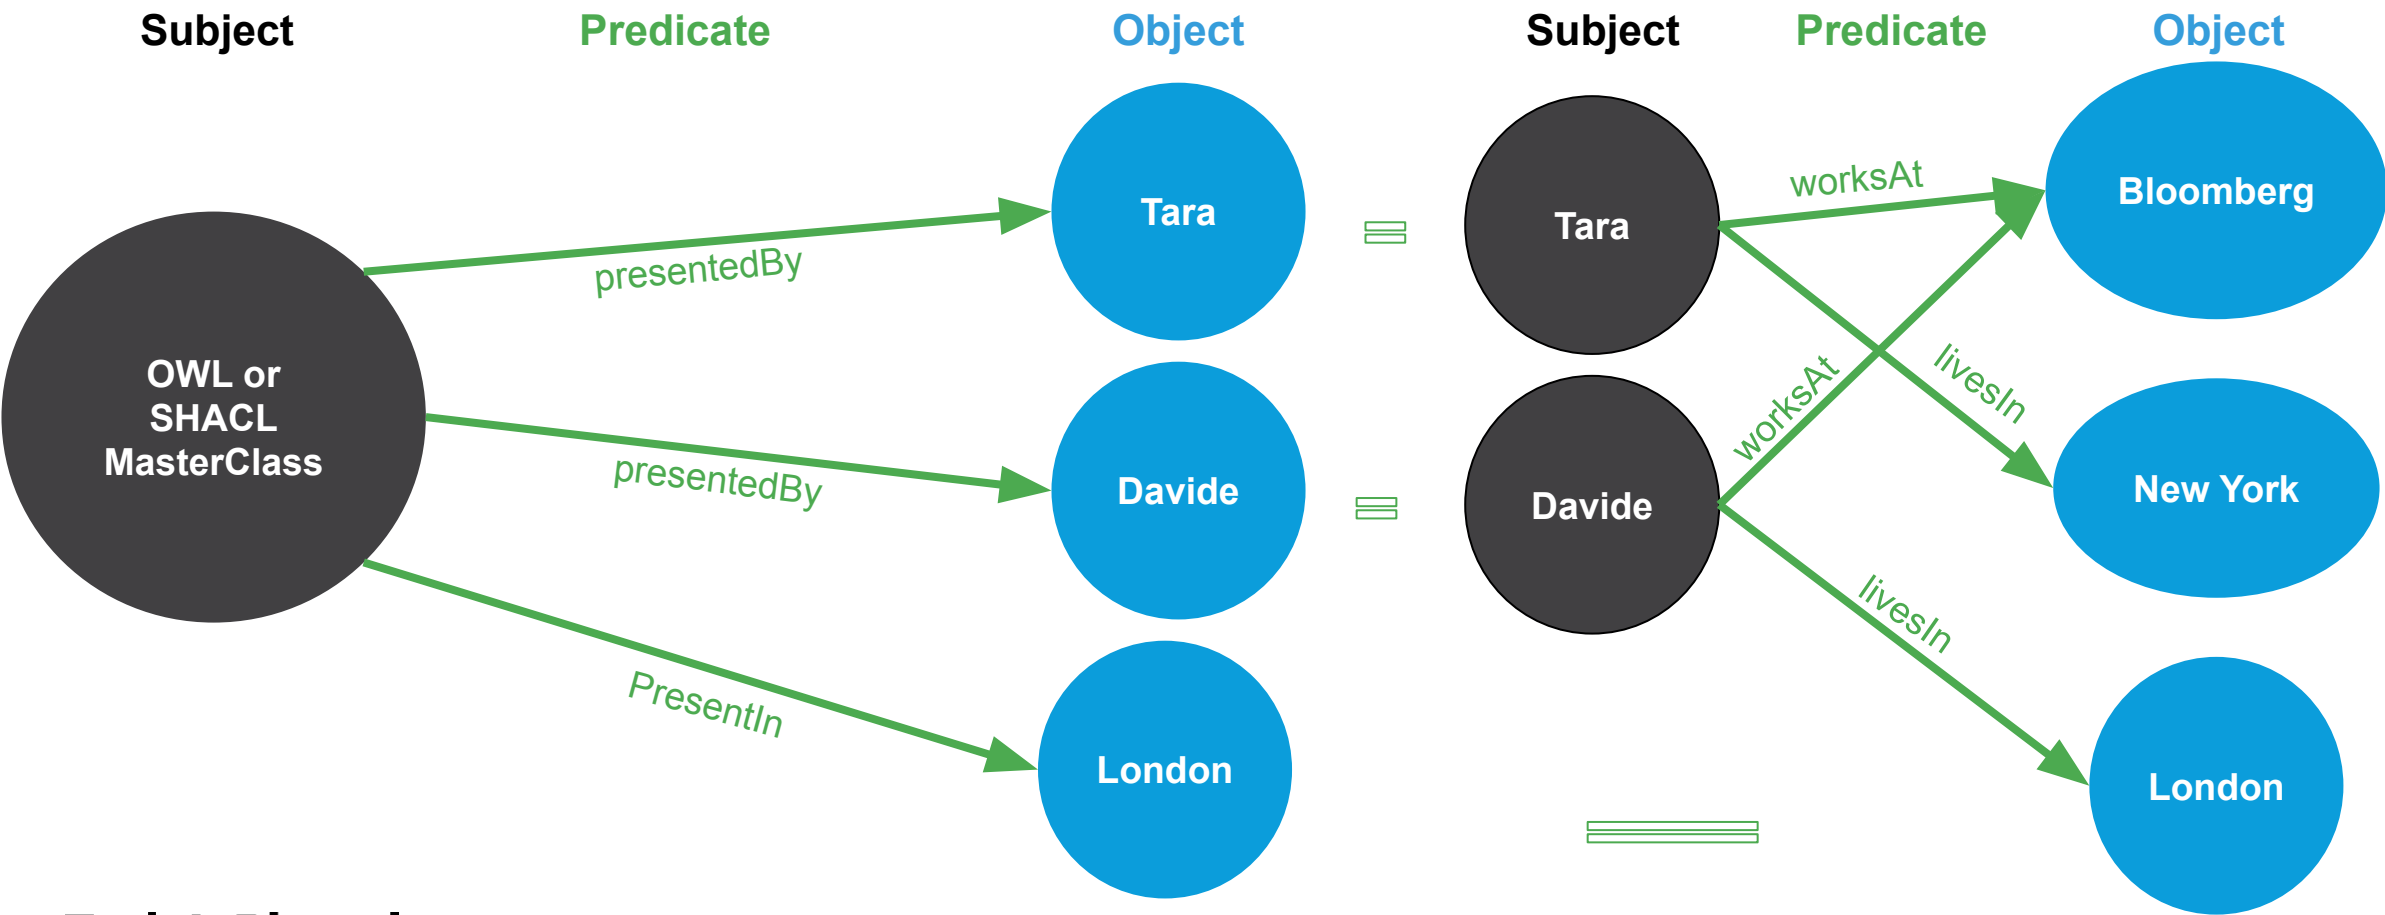 Subject
Predicate
Object
Subject
Predicate
Object
Tara
presentedBy
OWL or
SHACL
MasterClass
presentedBy
Davide
PresentIn
London
Tara
worksAt
Bloomberg
livesIn
worksAt
New York
Davide
livesIn
London